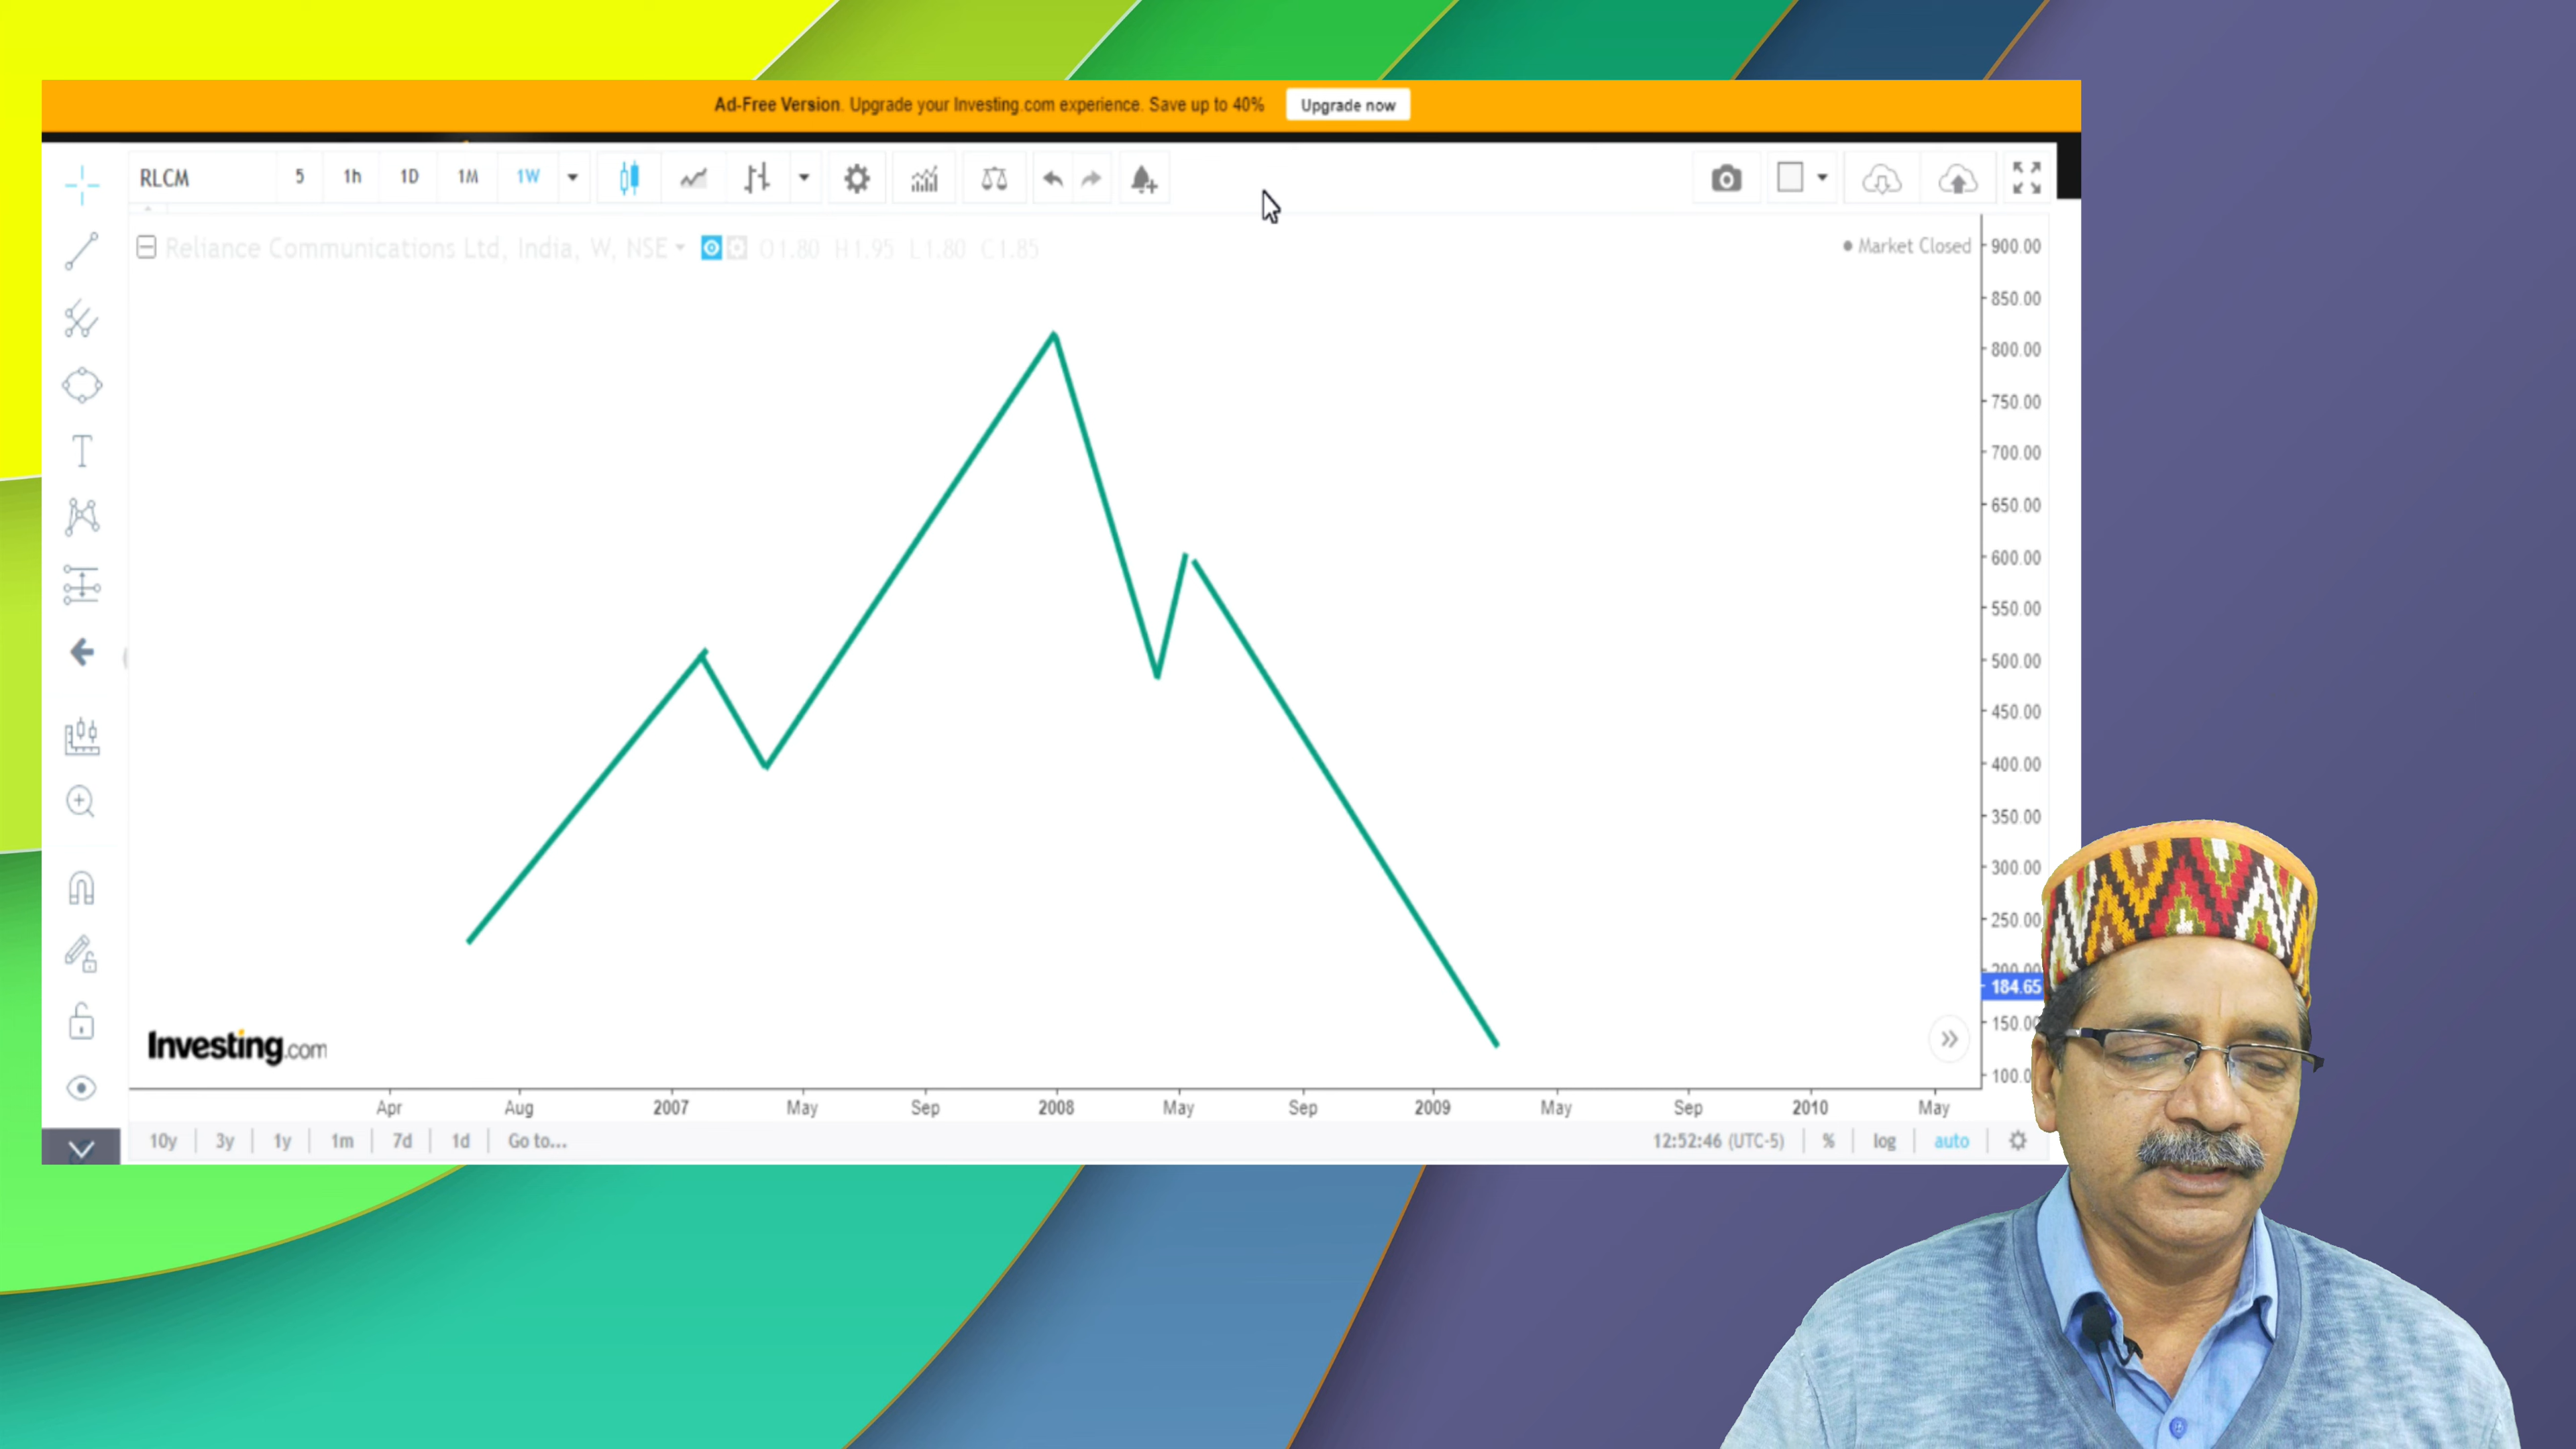 Ad-Free Version. Upgrade your Investing.com experience. Save up to 40% Upgrade now
RLCM 5 1h 1D 1M 1W
Reliance Communications Ltd, India, W, NSE O1.80 H1.95 L1.80 C1.85
Market Closed
900.00
850.00
800.00
750.00
700.00
650.00
600.00
550.00
500.00
450.00
400.00
350.00
300.00
250.00
200.00
184.65
150.00
100.0
Investing.com
Apr Aug 2007 May Sep 2008 May Sep 2009 May Sep 2010 May
10y 3y 1y 1m 7d 1d Go to... 12:52:46 (UTC-5) % log auto